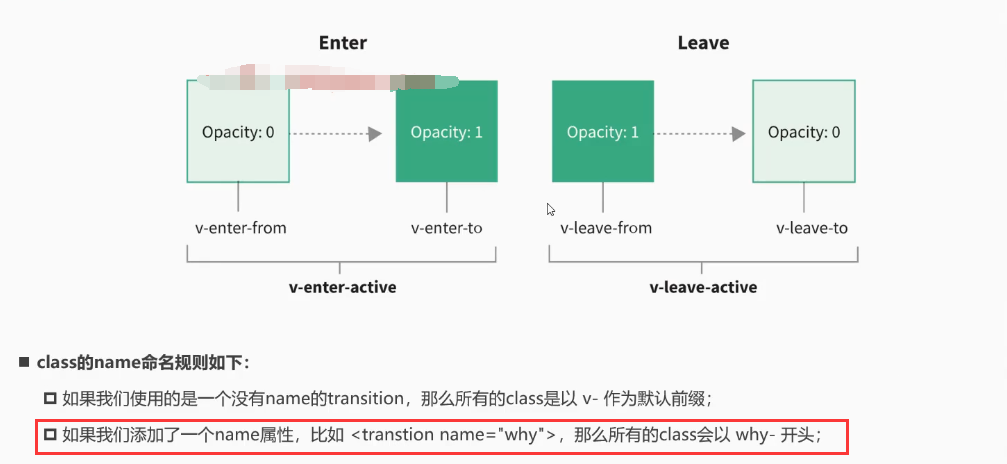 Enter
Leave
Opacity: 0
Opacity: 1
Opacity: 1
Opacity: 0
v-enter-from
v-enter-to
v-leave-from
v-leave-to
v-enter-active
v-leave-active
class的name命名规则如下：
如果我们使用的是一个没有name的transition，那么所有的class是以 v- 作为默认前缀；
如果我们添加了一个name属性，比如 <transtion name="why">，那么所有的class会以 why- 开头；